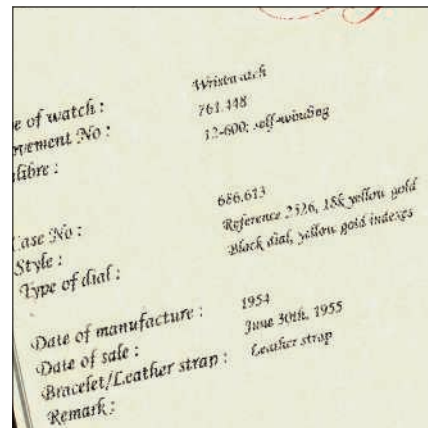 e of watch : Wristwatch
vement No : 761.448
libre : 12-600; self-winding
Case No : 686.613
Style : Reference 2526, 18k yellow gold
Type of dial : Black dial, yellow gold indexes
Date of manufacture : 1954
Date of sale : June 30th, 1955
Bracelet/Leather strap : Leather strap
Remark :